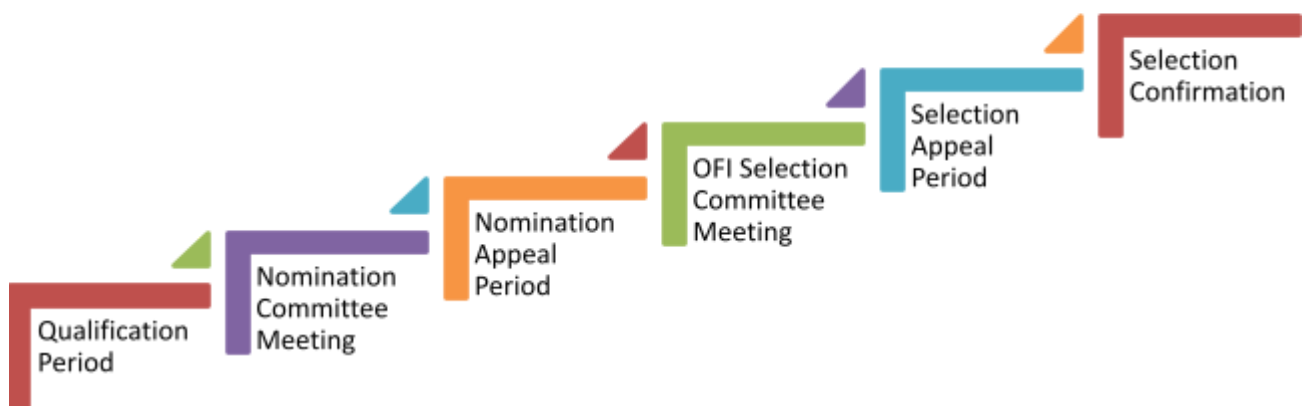 Qualification
Period
Nomination
Committee
Meeting
Nomination
Appeal
Period
OFI Selection
Committee
Meeting
Selection
Appeal
Period
Selection
Confirmation